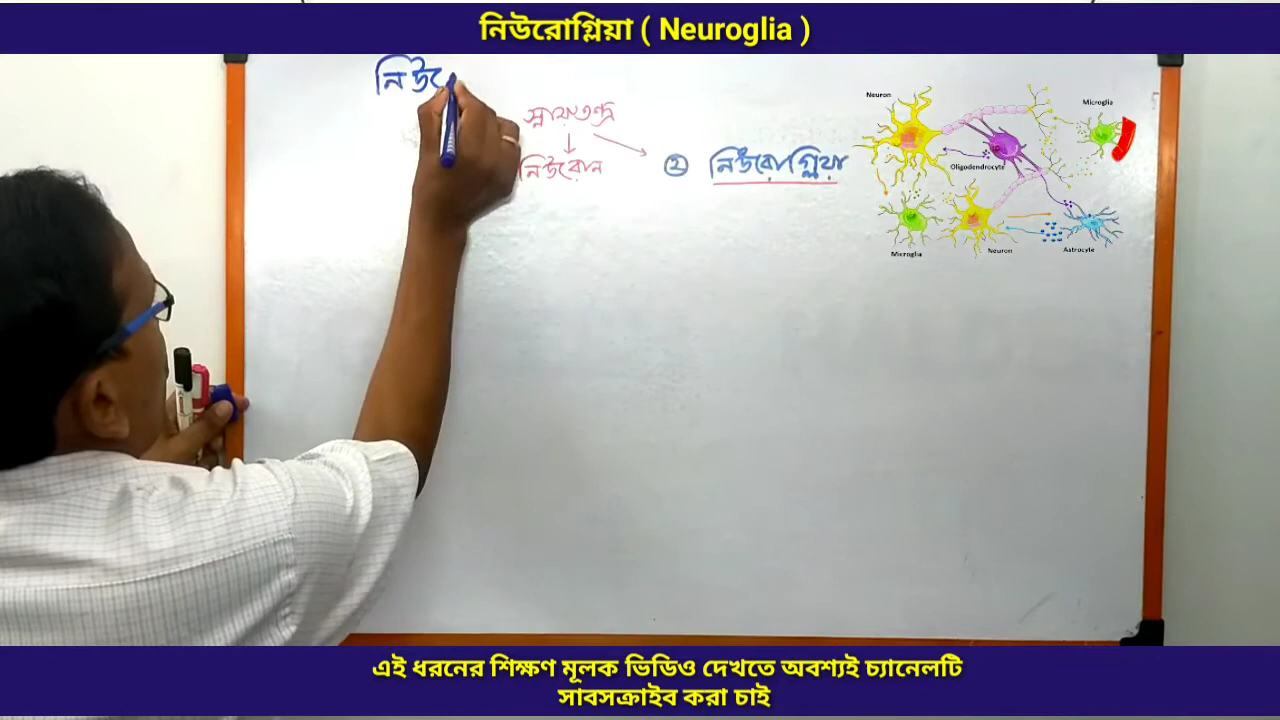 নিউরোগ্লিয়া ( Neuroglia )
নিউে
স্নায়ুতন্ত্র
নিউরোন
② নিউরোগ্লিয়া
Neuron
Microglia
Oligodendrocyte
Microglia
Neuron
Astrocyte
এই ধরনের শিক্ষণ মূলক ভিডিও দেখতে অবশ্যই চ্যানেলটি
সাবসক্রাইব করা চাই